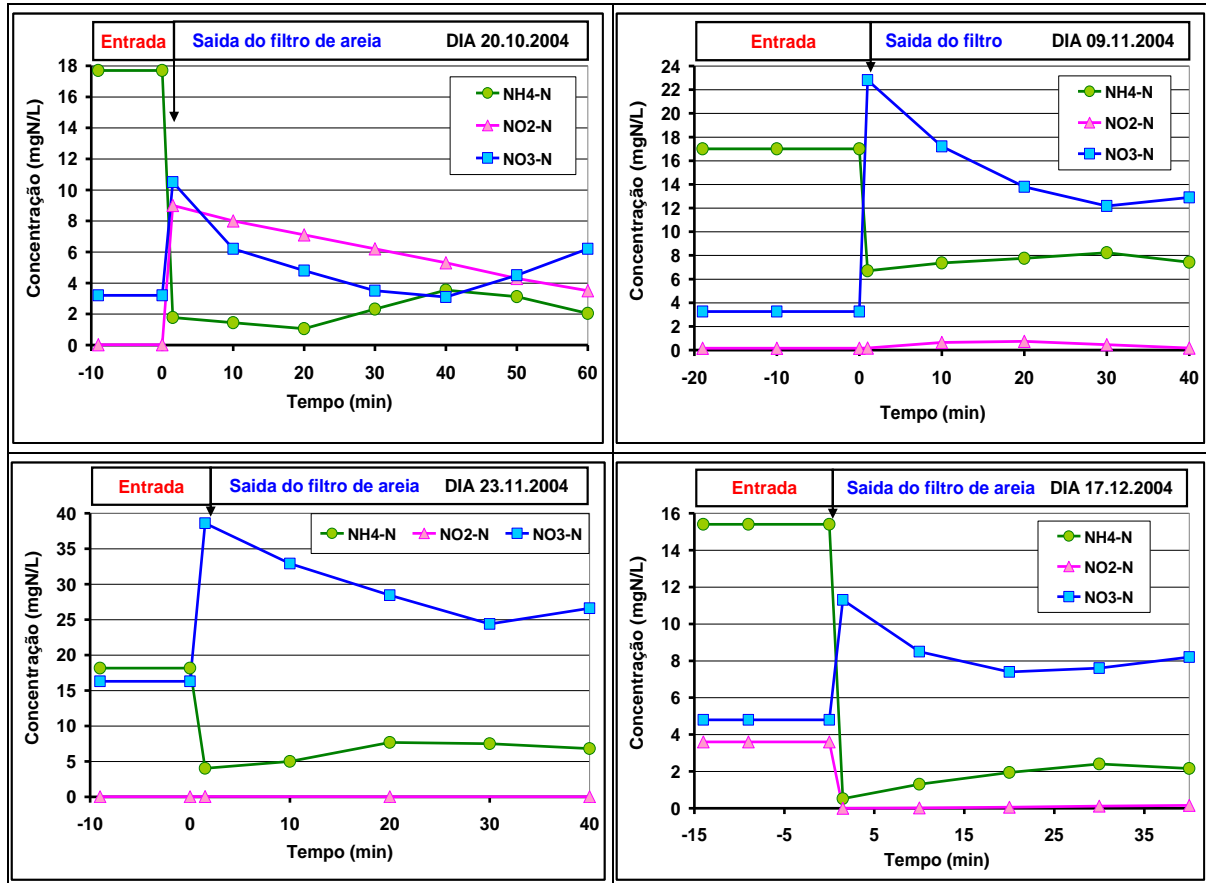 Entrada Saida do filtro de areia DIA 20.10.2004
Concentração (mgN/L)
18
16
14
12
10
8
6
4
2
0
NH4-N
NO2-N
NO3-N
-10 0 10 20 30 40 50 60
Tempo (min)
Entrada Saida do filtro DIA 09.11.2004
Concentração (mgN/L)
24
22
20
18
16
14
12
10
8
6
4
2
0
NH4-N
NO2-N
NO3-N
-20 -10 0 10 20 30 40
Tempo (min)
Entrada Saida do filtro de areia DIA 23.11.2004
Concentração (mgN/L)
40
35
30
25
20
15
10
5
0
NH4-N NO2-N NO3-N
-10 0 10 20 30 40
Tempo (min)
Entrada Saida do filtro de areia DIA 17.12.2004
Concentração (mgN/L)
16
14
12
10
8
6
4
2
0
NH4-N
NO2-N
NO3-N
-15 -5 5 15 25 35
Tempo (min)